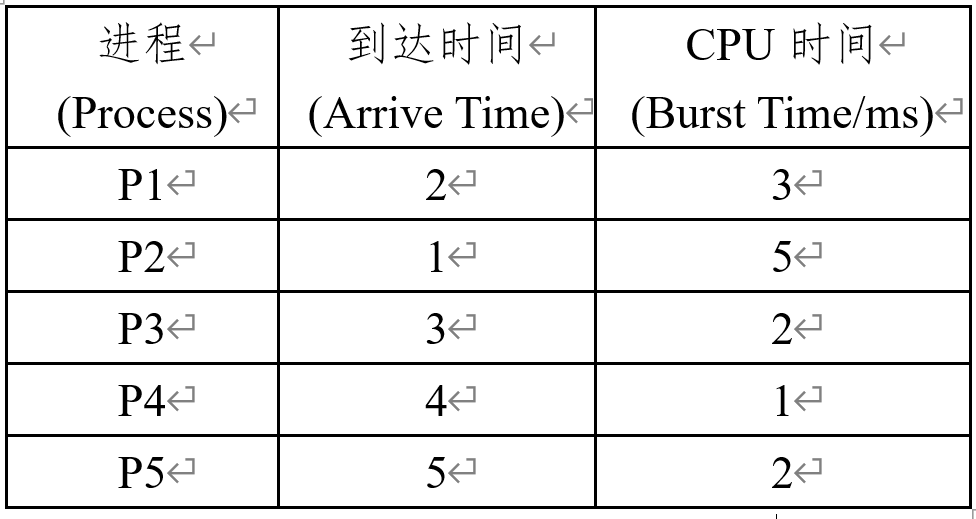 进程 到达时间 CPU 时间
(Process) (Arrive Time) (Burst Time/ms)
P1 2 3
P2 1 5
P3 3 2
P4 4 1
P5 5 2